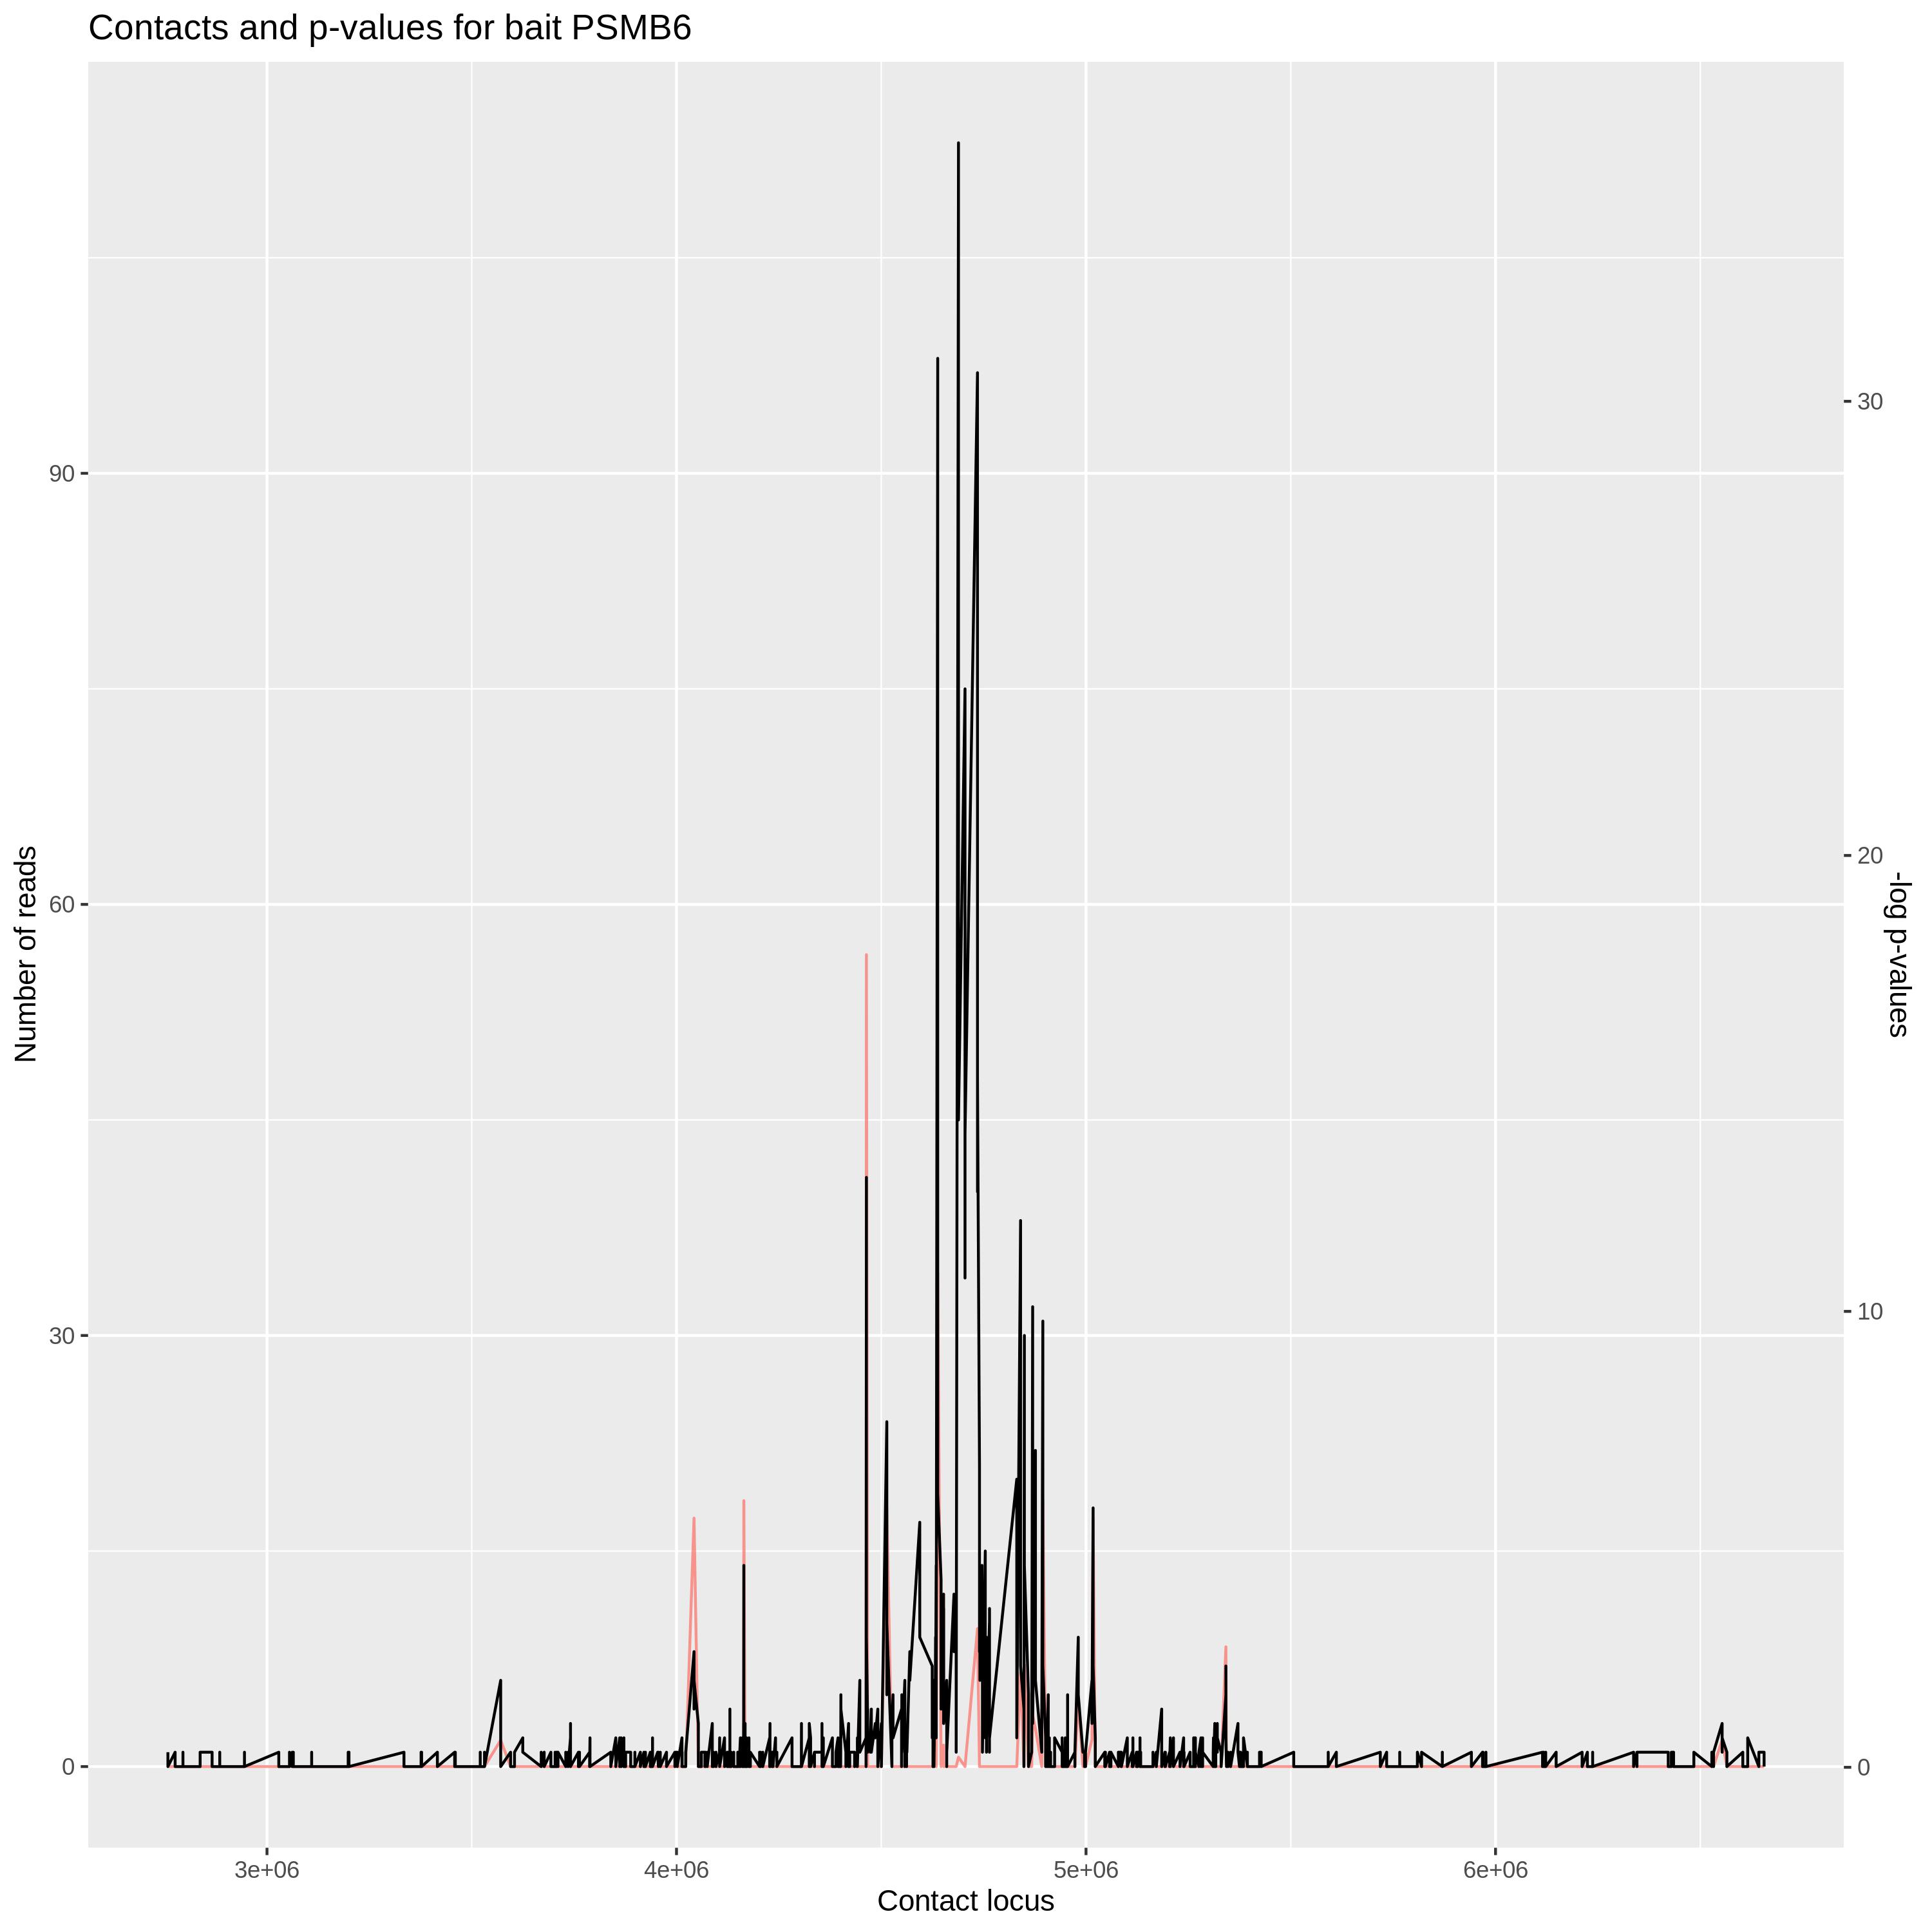 Contacts and p-values for bait PSMB6
Number of reads
90
60
30
0
30
20
10
0
-log p-values
3e+06 4e+06 5e+06 6e+06
Contact locus